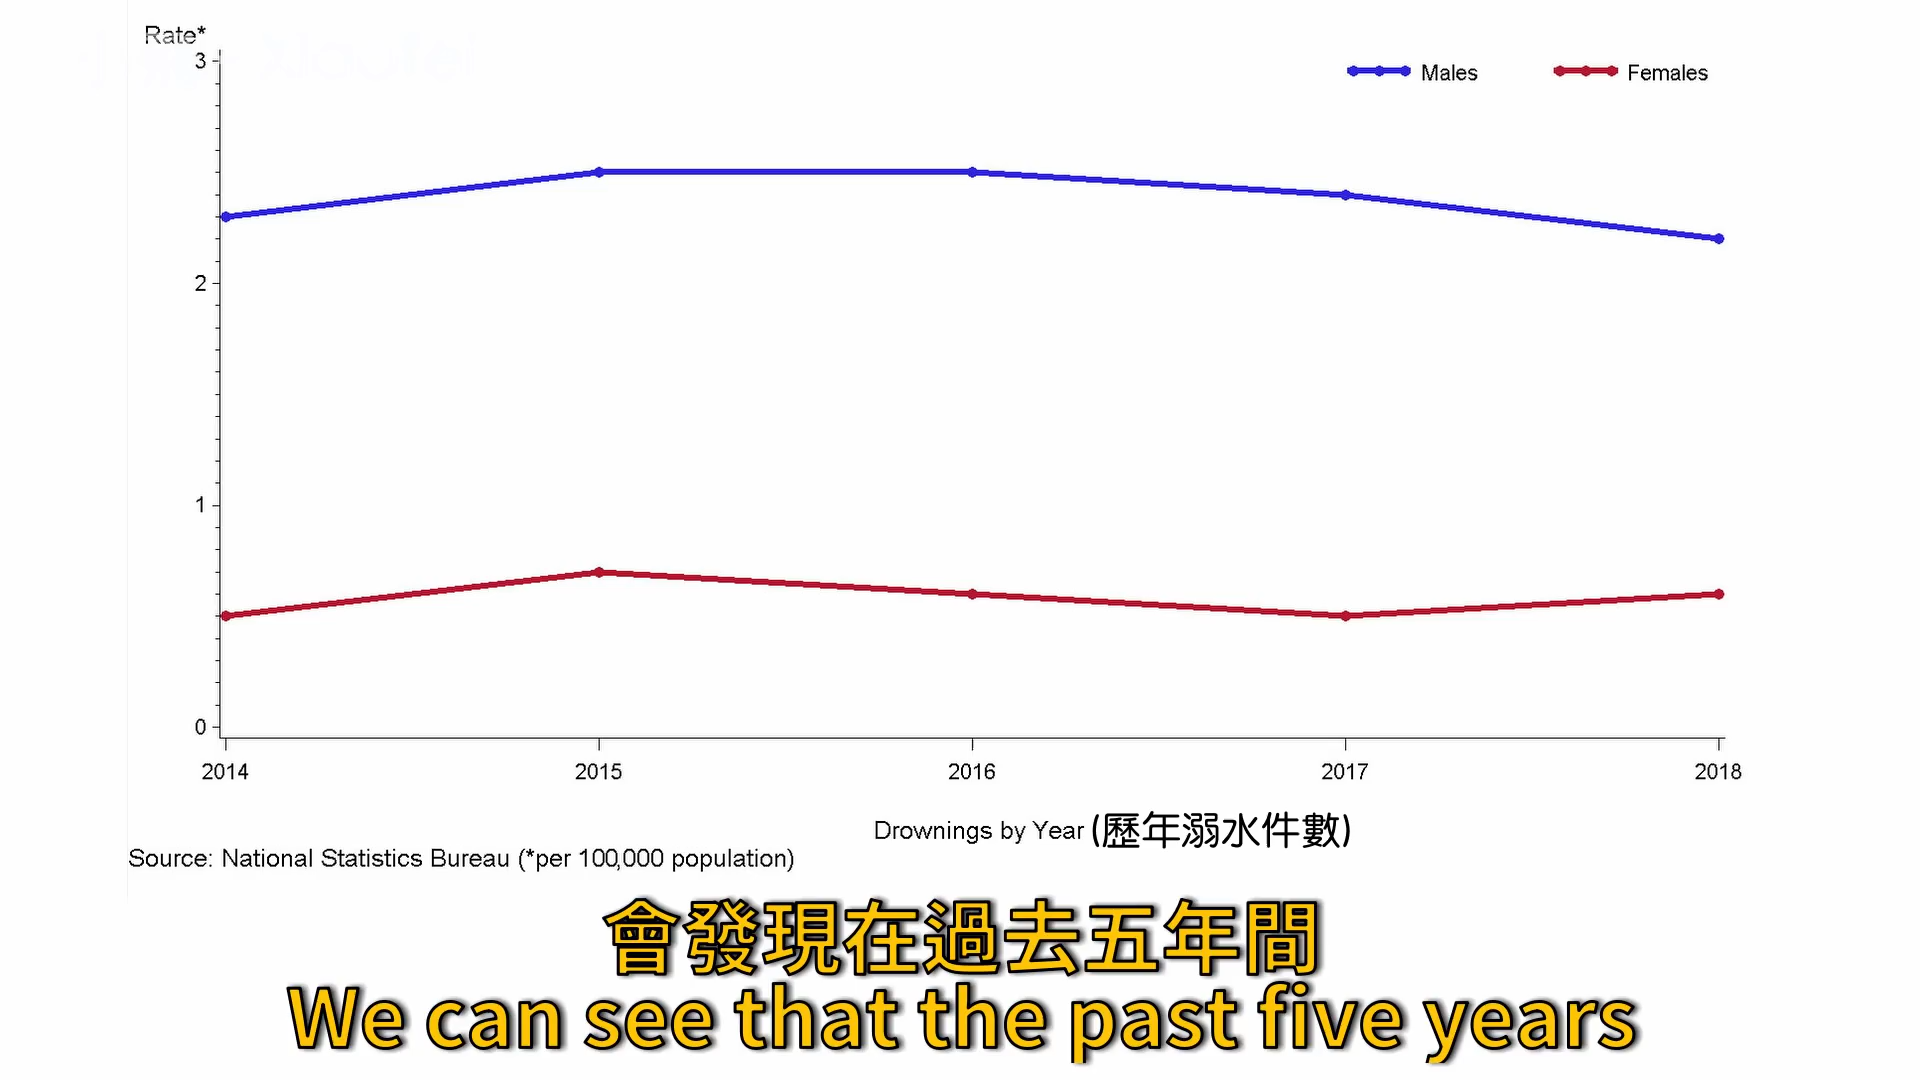 Rate*
3
Males
Females
2
1
0
2014
2015
2016
2017
2018
Drownings by Year (歷年溺水件數)
Source: National Statistics Bureau (*per 100,000 population)
會發現在過去五年間
We can see that the past five years